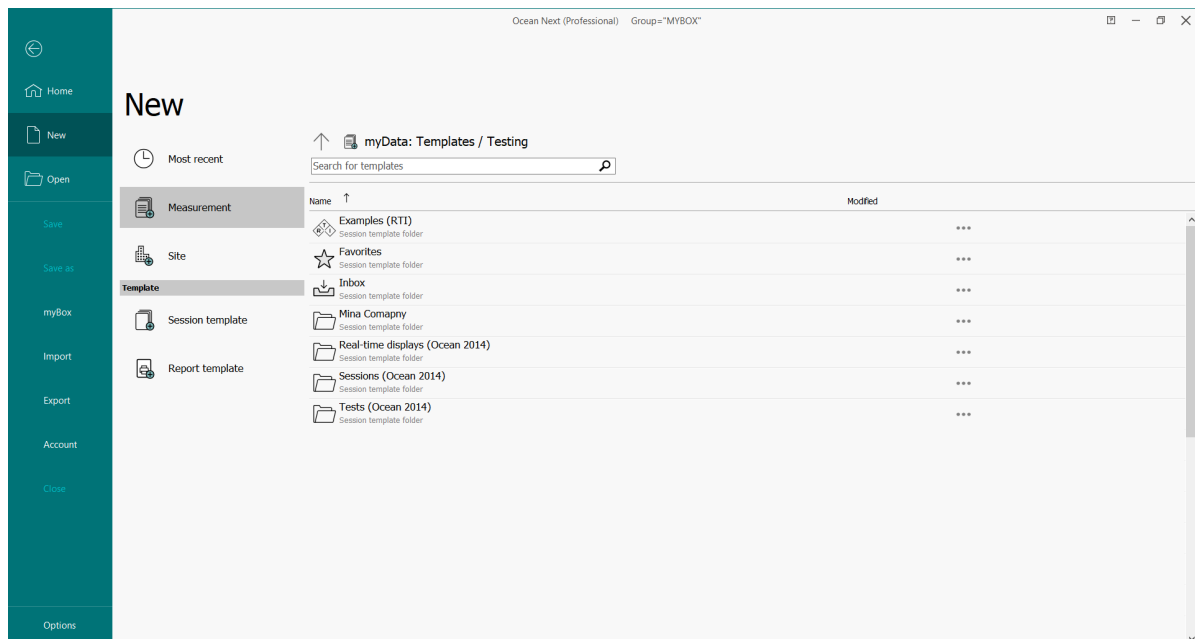 Ocean Next (Professional) Group="MYBOX"
Home
New
Open
Save
Save as
myBox
Import
Export
Account
Close
Options
New
Most recent
Measurement
Site
Template
Session template
Report template
myData: Templates / Testing
Search for templates
Name Modified
Examples (RTI)
Session template folder
Favorites
Session template folder
Inbox
Session template folder
Mina Comapny
Session template folder
Real-time displays (Ocean 2014)
Session template folder
Sessions (Ocean 2014)
Session template folder
Tests (Ocean 2014)
Session template folder